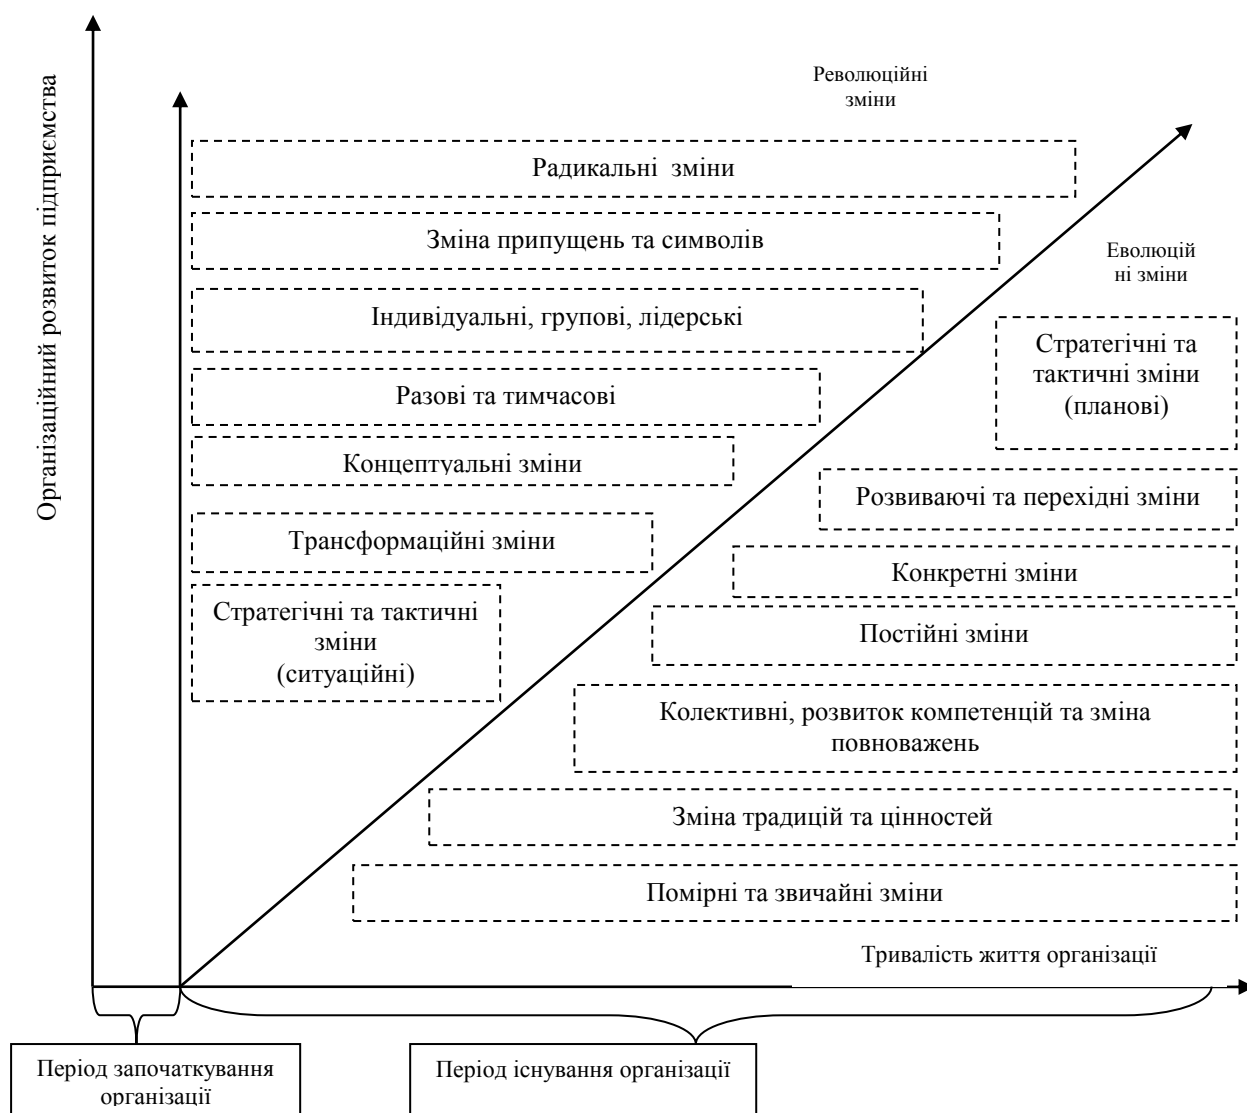 Організаційний розвиток підприємства
Революційні
зміни
Радикальні зміни
Зміна припущень та символів
Еволюцій
ні зміни
Індивідуальні, групові, лідерські
Стратегічні та
тактичні зміни
(планові)
Разові та тимчасові
Концептуальні зміни
Розвиваючі та перехідні зміни
Трансформаційні зміни
Конкретні зміни
Стратегічні та тактичні
зміни
(ситуаційні)
Постійні зміни
Колективні, розвиток компетенцій та зміна
повноважень
Зміна традицій та цінностей
Помірні та звичайні зміни
Тривалість життя організації
Період започаткування
організації
Період існування організації